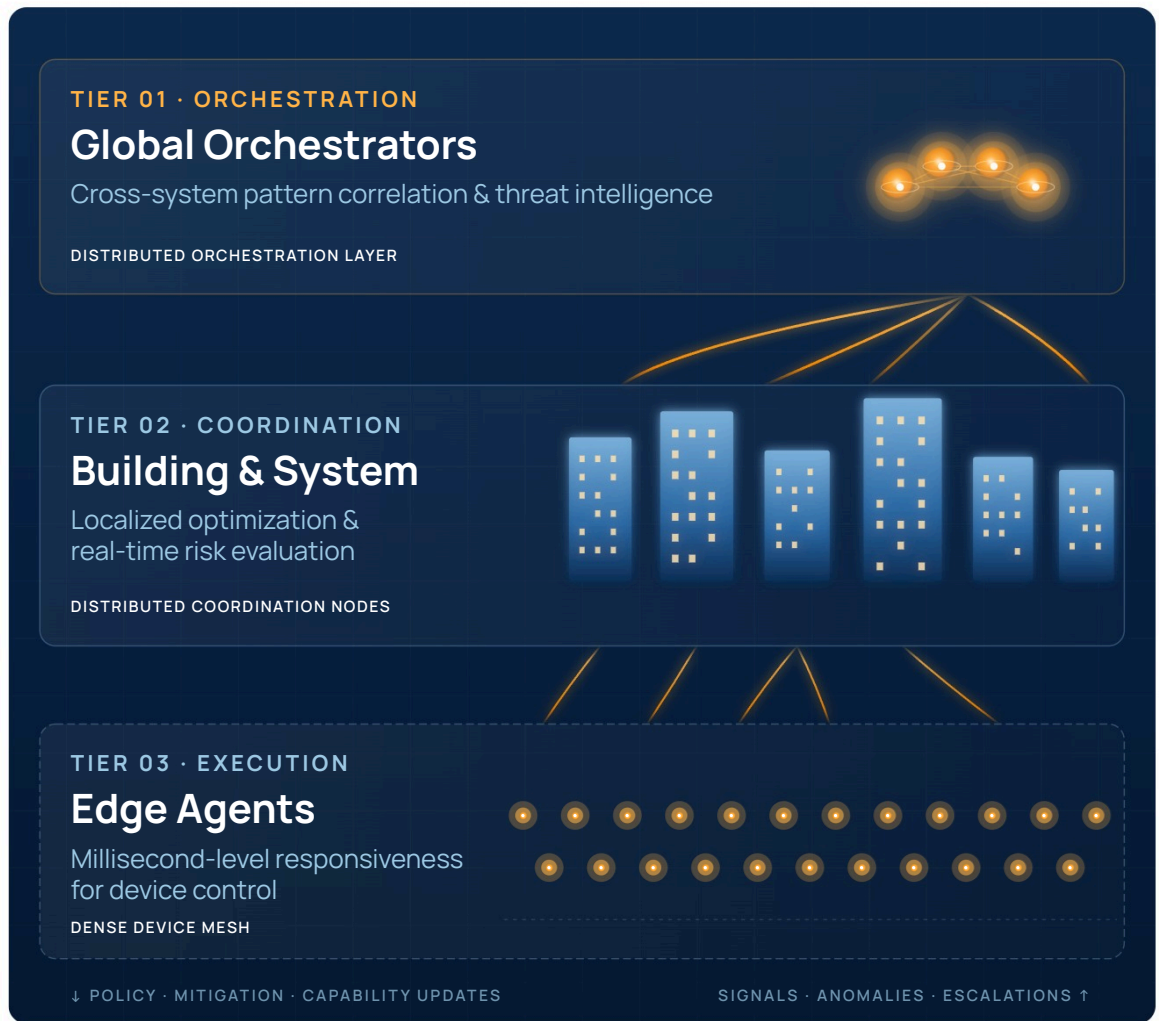 TIER 01 · ORCHESTRATION
Global Orchestrators
Cross-system pattern correlation & threat intelligence
DISTRIBUTED ORCHESTRATION LAYER
TIER 02 · COORDINATION
Building & System
Localized optimization &
real-time risk evaluation
DISTRIBUTED COORDINATION NODES
TIER 03 · EXECUTION
Edge Agents
Millisecond-level responsiveness
for device control
DENSE DEVICE MESH
↓ POLICY · MITIGATION · CAPABILITY UPDATES
SIGNALS · ANOMALIES · ESCALATIONS ↑